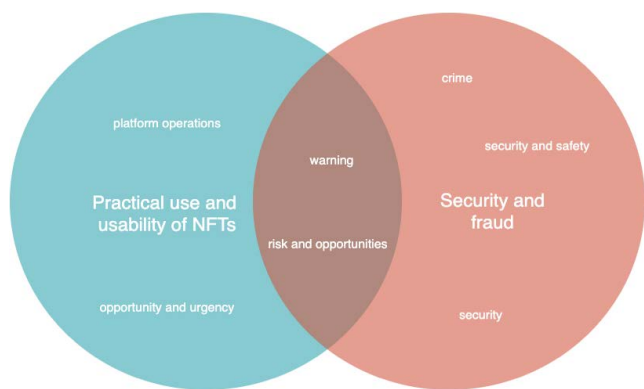 crime
platform operations
security and safety
warning
Practical use and
usability of NFTs
Security and
fraud
risk and opportunities
opportunity and urgency
security